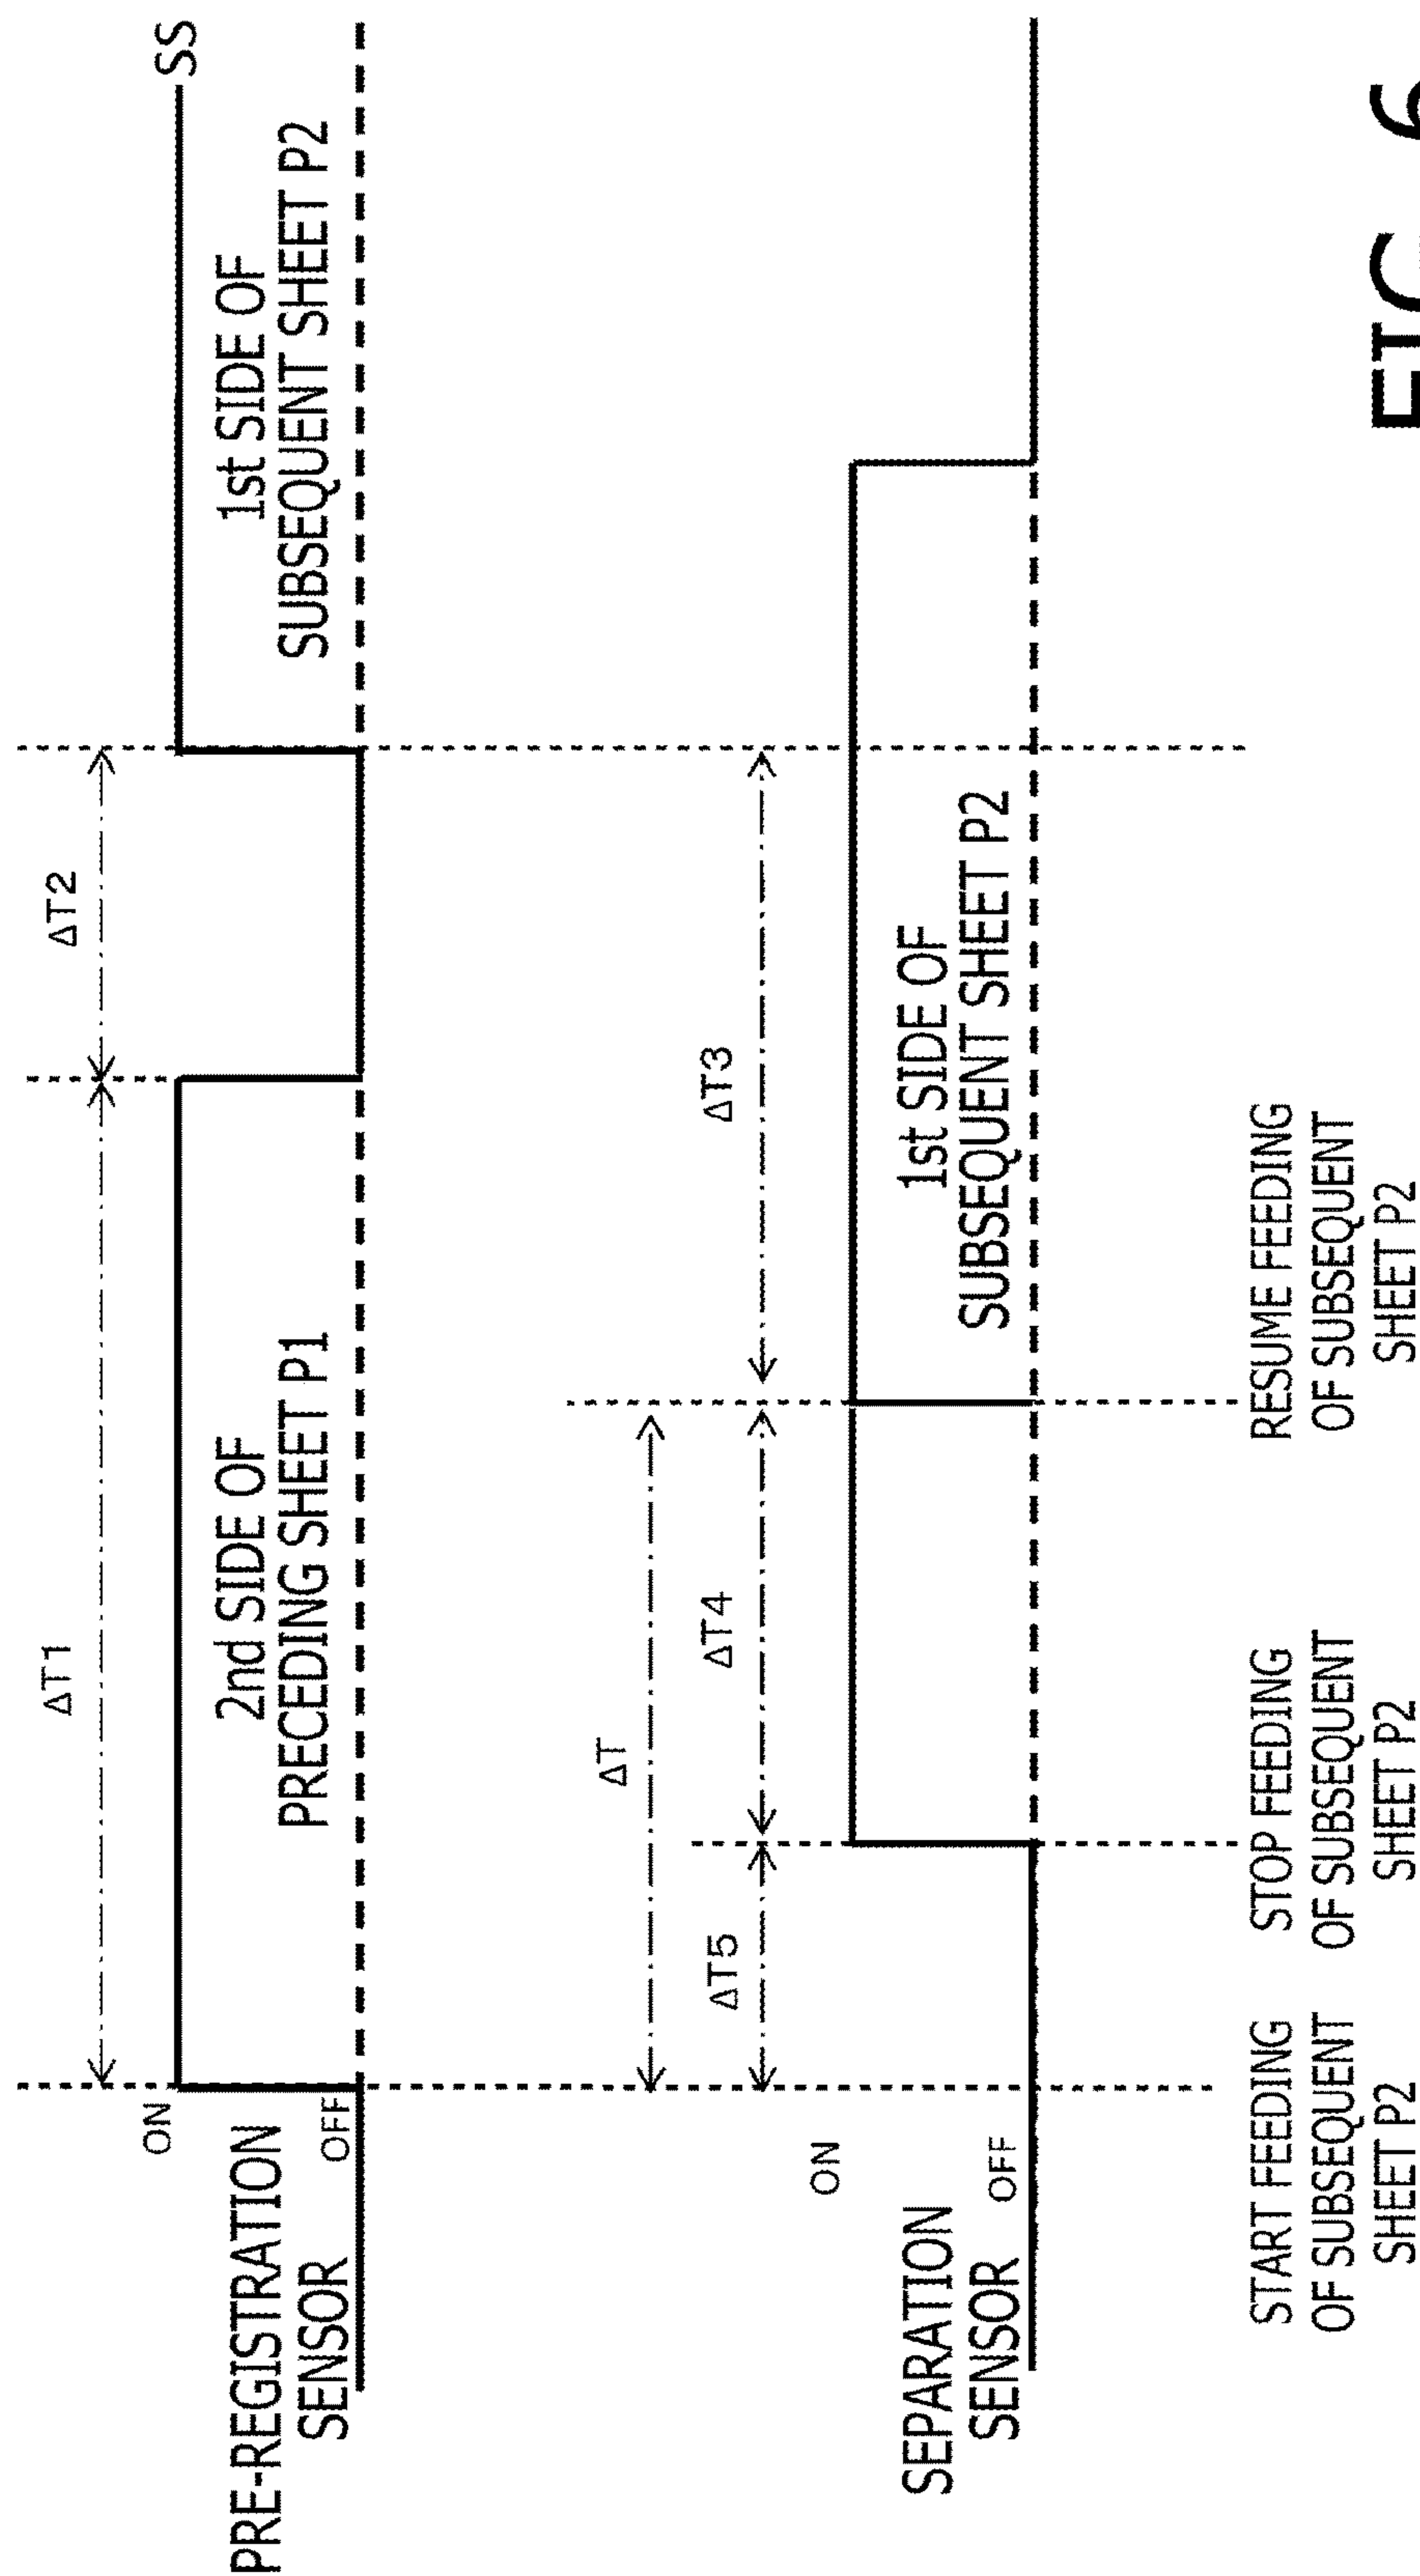 SS
ΔT1
ΔT2
ON
PRE-REGISTRATION
SENSOR
OFF
2nd SIDE OF
PRECEDING SHEET P1
1st SIDE OF
SUBSEQUENT SHEET P2
ΔT
ΔT5
ΔT4
ΔT3
ON
SEPARATION
SENSOR
OFF
1st SIDE OF
SUBSEQUENT SHEET P2
START FEEDING
OF SUBSEQUENT
SHEET P2
STOP FEEDING
OF SUBSEQUENT
SHEET P2
RESUME FEEDING
OF SUBSEQUENT
SHEET P2